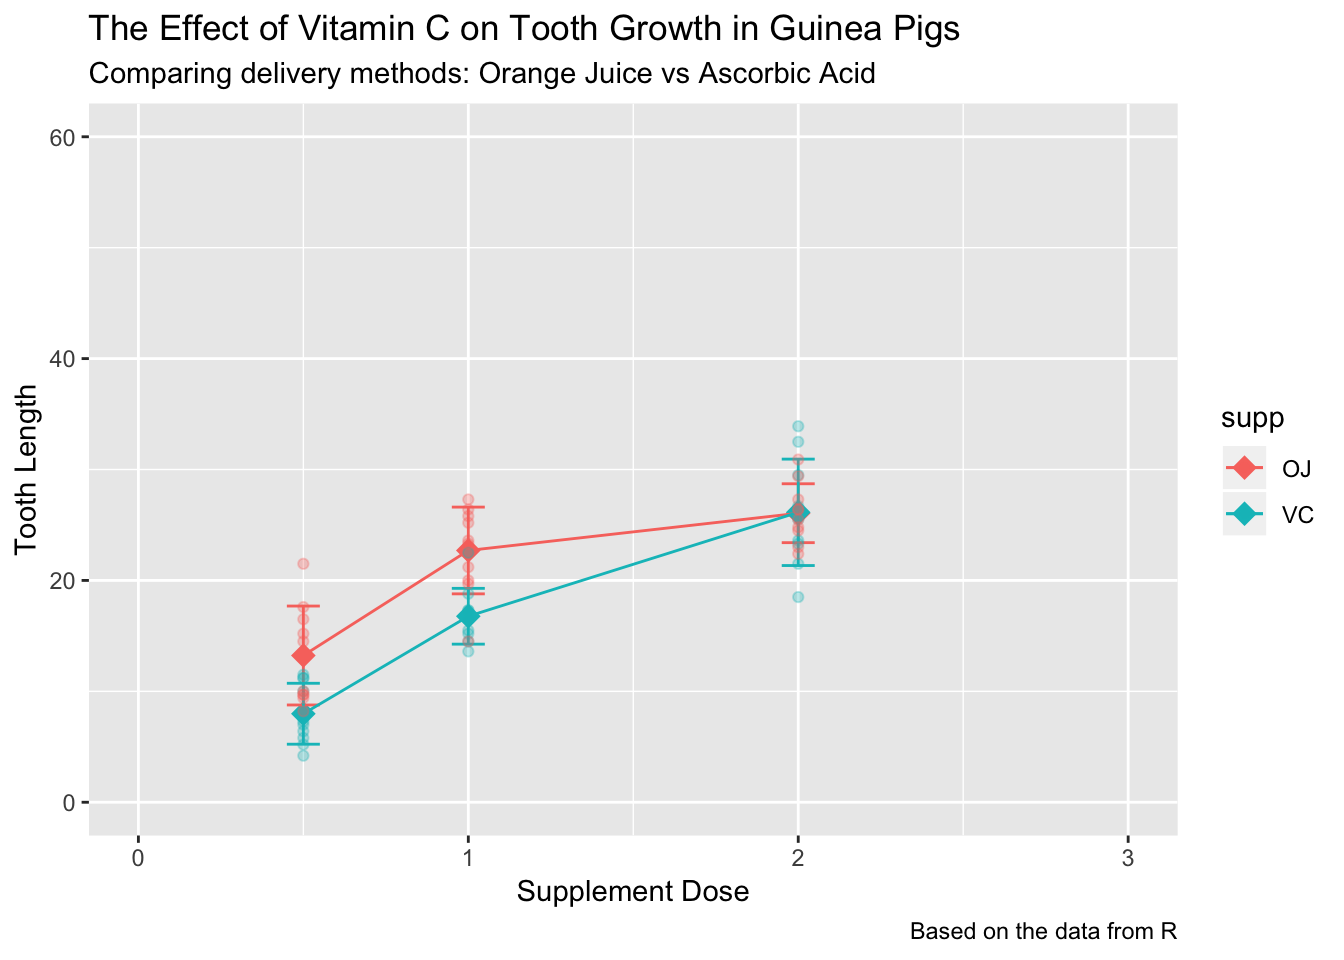 The Effect of Vitamin C on Tooth Growth in Guinea Pigs
Comparing delivery methods: Orange Juice vs Ascorbic Acid
60
40
20
0
Tooth Length
0 1 2 3
Supplement Dose
supp
OJ
VC
Based on the data from R